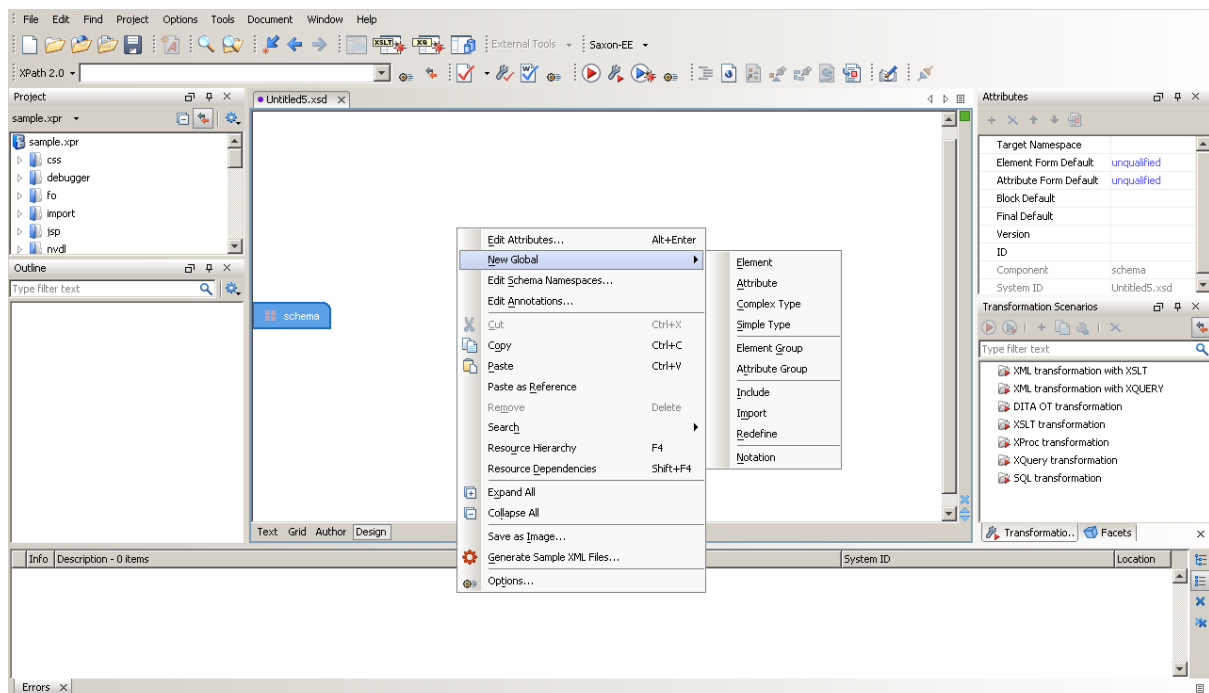 File Edit Find Project Options Tools Document Window Help
XSLT XQ External Tools Saxon-EE
XPath 2.0
Project
sample.xpr
sample.xpr
css
debugger
fo
import
jsp
nvdl
Outline
Type filter text
Untitled5.xsd
schema
Edit Attributes... Alt+Enter
New Global
Edit Schema Namespaces...
Edit Annotations...
Cut Ctrl+X
Copy Ctrl+C
Paste Ctrl+V
Paste as Reference
Remove Delete
Search
Resource Hierarchy F4
Resource Dependencies Shift+F4
Expand All
Collapse All
Save as Image...
Generate Sample XML Files...
Options...
Element
Attribute
Complex Type
Simple Type
Element Group
Attribute Group
Include
Import
Redefine
Notation
Text Grid Author Design
Attributes
Target Namespace
Element Form Default unqualified
Attribute Form Default unqualified
Block Default
Final Default
Version
ID
Component schema
System ID Untitled5.xsd
Transformation Scenarios
Type filter text
XML transformation with XSLT
XML transformation with XQUERY
DITA OT transformation
XSLT transformation
XProc transformation
XQuery transformation
SQL transformation
Transformatio.. Facets
Info Description - 0 items System ID Location
Errors